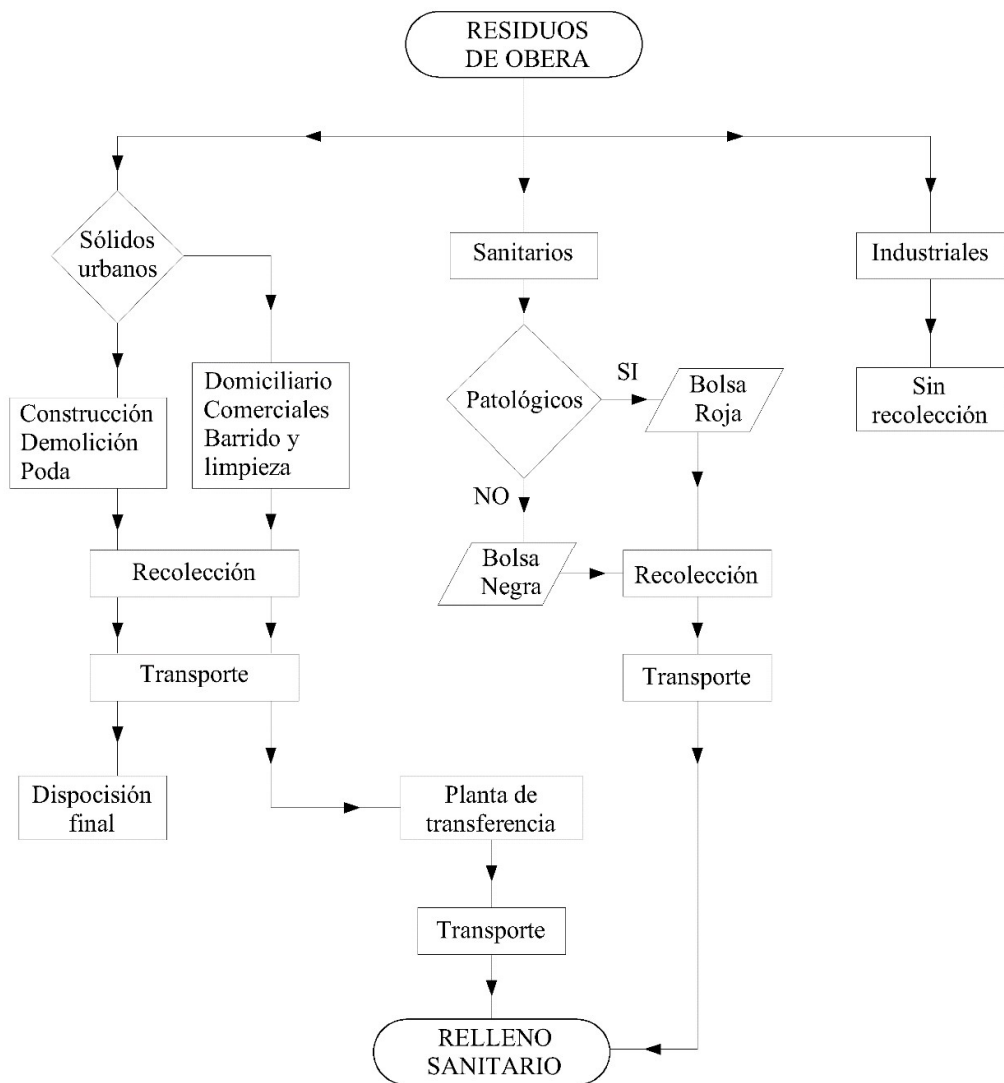 RESIDUOS
DE OBERA
Sólidos
urbanos
Sanitarios
Industriales
Construcción
Demolición
Poda
Domiciliario
Comerciales
Barrido y
limpieza
Patológicos
SI
Bolsa
Roja
Sin
recolección
NO
Bolsa
Negra
Recolección
Recolección
Transporte
Transporte
Dispocisión
final
Planta de
transferencia
Transporte
RELLENO
SANITARIO